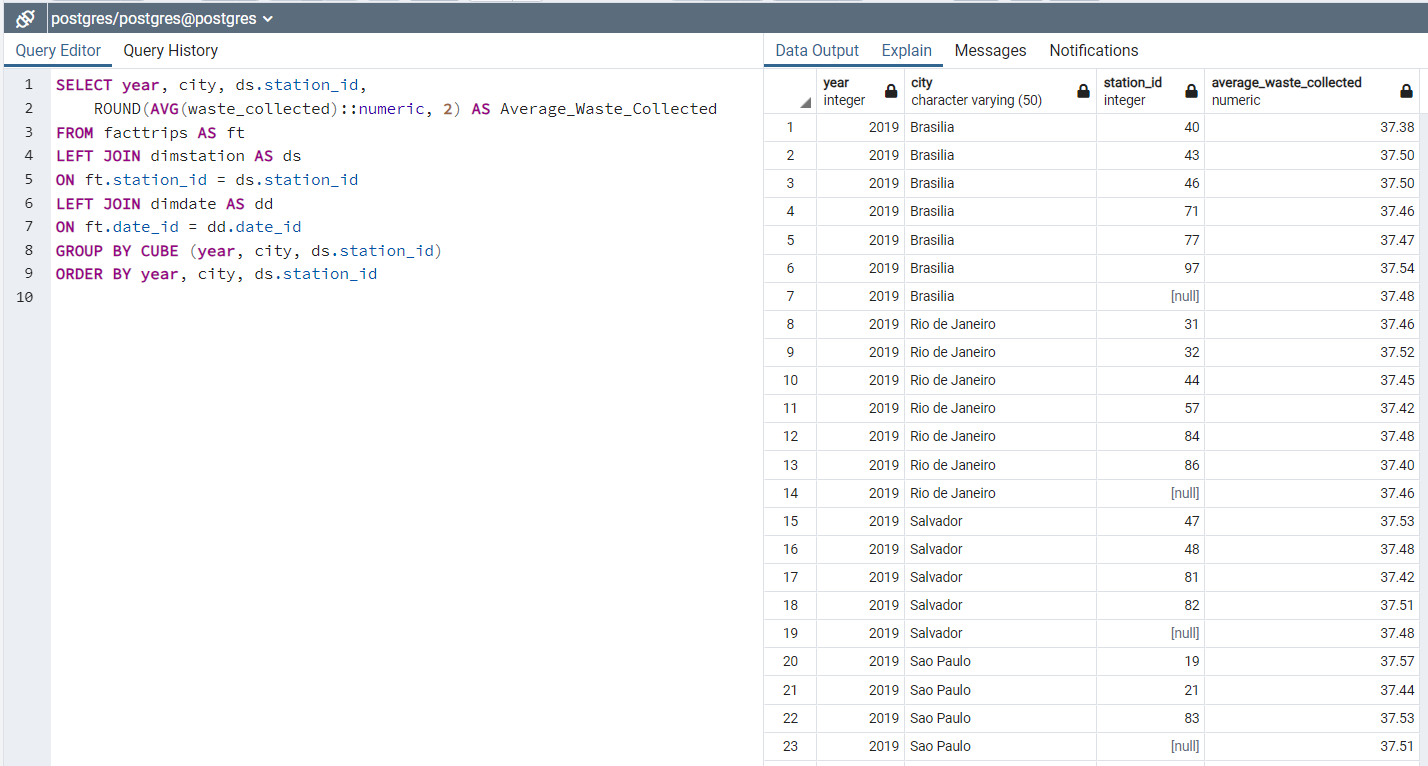 postgres/postgres@postgres
Query Editor Query History
1 SELECT year, city, ds.station_id,
2 ROUND(AVG(waste_collected)::numeric, 2) AS Average_Waste_Collected
3 FROM facttrips AS ft
4 LEFT JOIN dimstation AS ds
5 ON ft.station_id = ds.station_id
6 LEFT JOIN dimdate AS dd
7 ON ft.date_id = dd.date_id
8 GROUP BY CUBE (year, city, ds.station_id)
9 ORDER BY year, city, ds.station_id
10
Data Output Explain Messages Notifications
year city station_id average_waste_collected
integer character varying (50) integer numeric
1 2019 Brasilia 40 37.38
2 2019 Brasilia 43 37.50
3 2019 Brasilia 46 37.50
4 2019 Brasilia 71 37.46
5 2019 Brasilia 77 37.47
6 2019 Brasilia 97 37.54
7 2019 Brasilia [null] 37.48
8 2019 Rio de Janeiro 31 37.46
9 2019 Rio de Janeiro 32 37.52
10 2019 Rio de Janeiro 44 37.45
11 2019 Rio de Janeiro 57 37.42
12 2019 Rio de Janeiro 84 37.48
13 2019 Rio de Janeiro 86 37.40
14 2019 Rio de Janeiro [null] 37.46
15 2019 Salvador 47 37.53
16 2019 Salvador 48 37.48
17 2019 Salvador 81 37.42
18 2019 Salvador 82 37.51
19 2019 Salvador [null] 37.48
20 2019 Sao Paulo 19 37.57
21 2019 Sao Paulo 21 37.44
22 2019 Sao Paulo 83 37.53
23 2019 Sao Paulo [null] 37.51